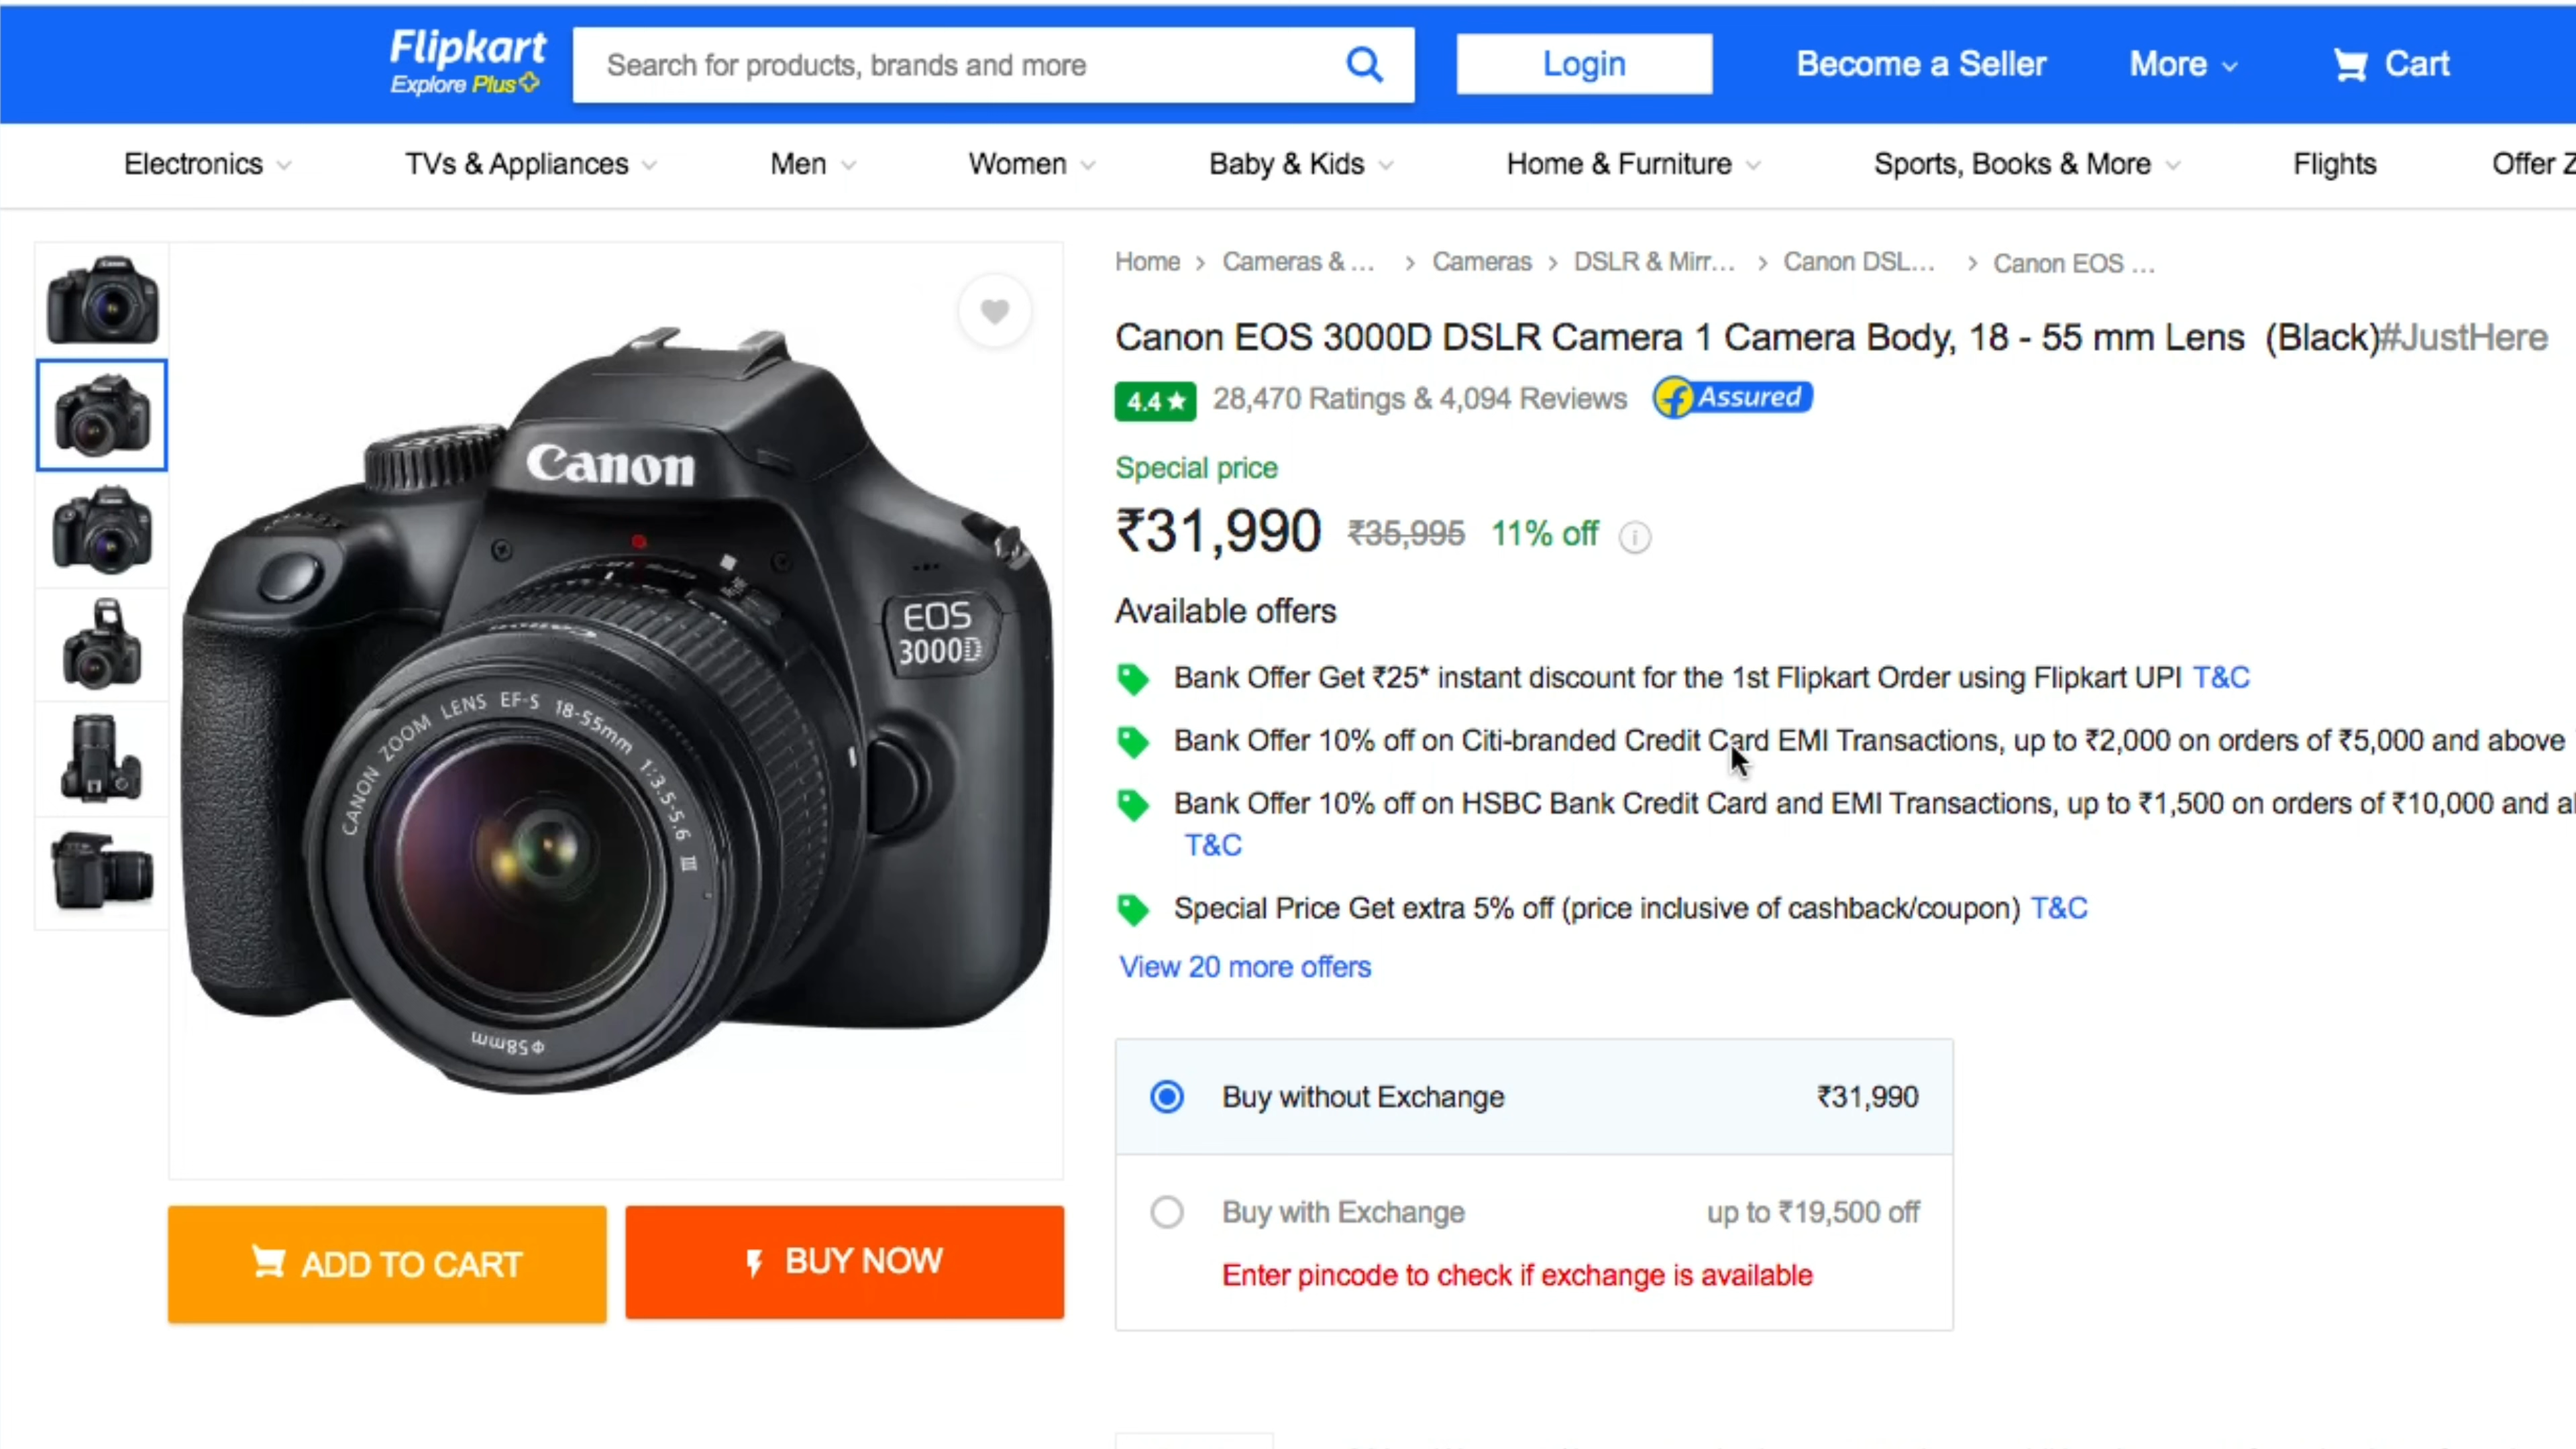 Flipkart
Explore Plus
Search for products, brands and more
Login
Become a Seller
More
Cart
Electronics
TVs & Appliances
Men
Women
Baby & Kids
Home & Furniture
Sports, Books & More
Flights
Offer Z
Home > Cameras & ... > Cameras > DSLR & Mirr... > Canon DSL... > Canon EOS ...
Canon EOS 3000D DSLR Camera 1 Camera Body, 18 - 55 mm Lens (Black)#JustHere
4.4★ 28,470 Ratings & 4,094 Reviews
f Assured
Special price
₹31,990 ₹35,995 11% off i
Available offers
Bank Offer Get ₹25* instant discount for the 1st Flipkart Order using Flipkart UPI T&C
Bank Offer 10% off on Citi-branded Credit Card EMI Transactions, up to ₹2,000 on orders of ₹5,000 and above
Bank Offer 10% off on HSBC Bank Credit Card and EMI Transactions, up to ₹1,500 on orders of ₹10,000 and
T&C
Special Price Get extra 5% off (price inclusive of cashback/coupon) T&C
View 20 more offers
Buy without Exchange ₹31,990
Buy with Exchange up to ₹19,500 off
Enter pincode to check if exchange is available
Canon
EOS
3000D
CANON ZOOM LENS EF-S 18-55mm 1:3.5-5.6 III
Φ58mm
ADD TO CART
BUY NOW